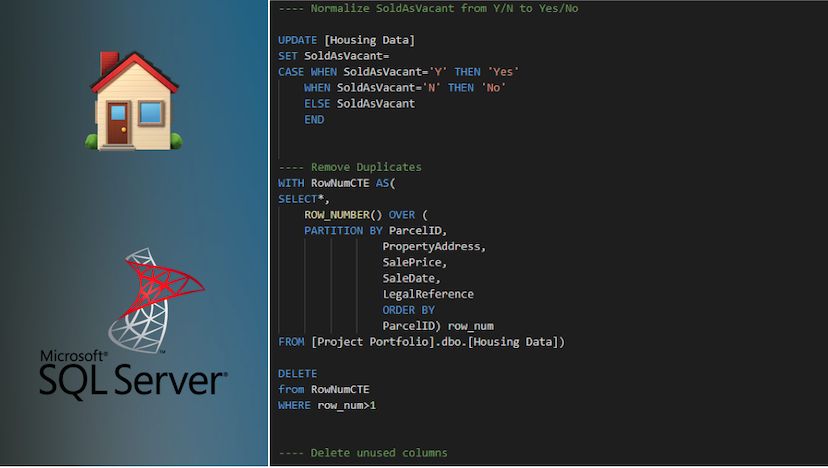 Microsoft®
SQL Server®
---- Normalize SoldAsVacant from Y/N to Yes/No
UPDATE [Housing Data]
SET SoldAsVacant=
CASE WHEN SoldAsVacant='Y' THEN 'Yes'
WHEN SoldAsVacant='N' THEN 'No'
ELSE SoldAsVacant
END
---- Remove Duplicates
WITH RowNumCTE AS(
SELECT*,
ROW_NUMBER() OVER (
PARTITION BY ParcelID,
PropertyAddress,
SalePrice,
SaleDate,
LegalReference
ORDER BY
ParcelID) row_num
FROM [Project Portfolio].dbo.[Housing Data])
DELETE
from RowNumCTE
WHERE row_num>1
---- Delete unused columns